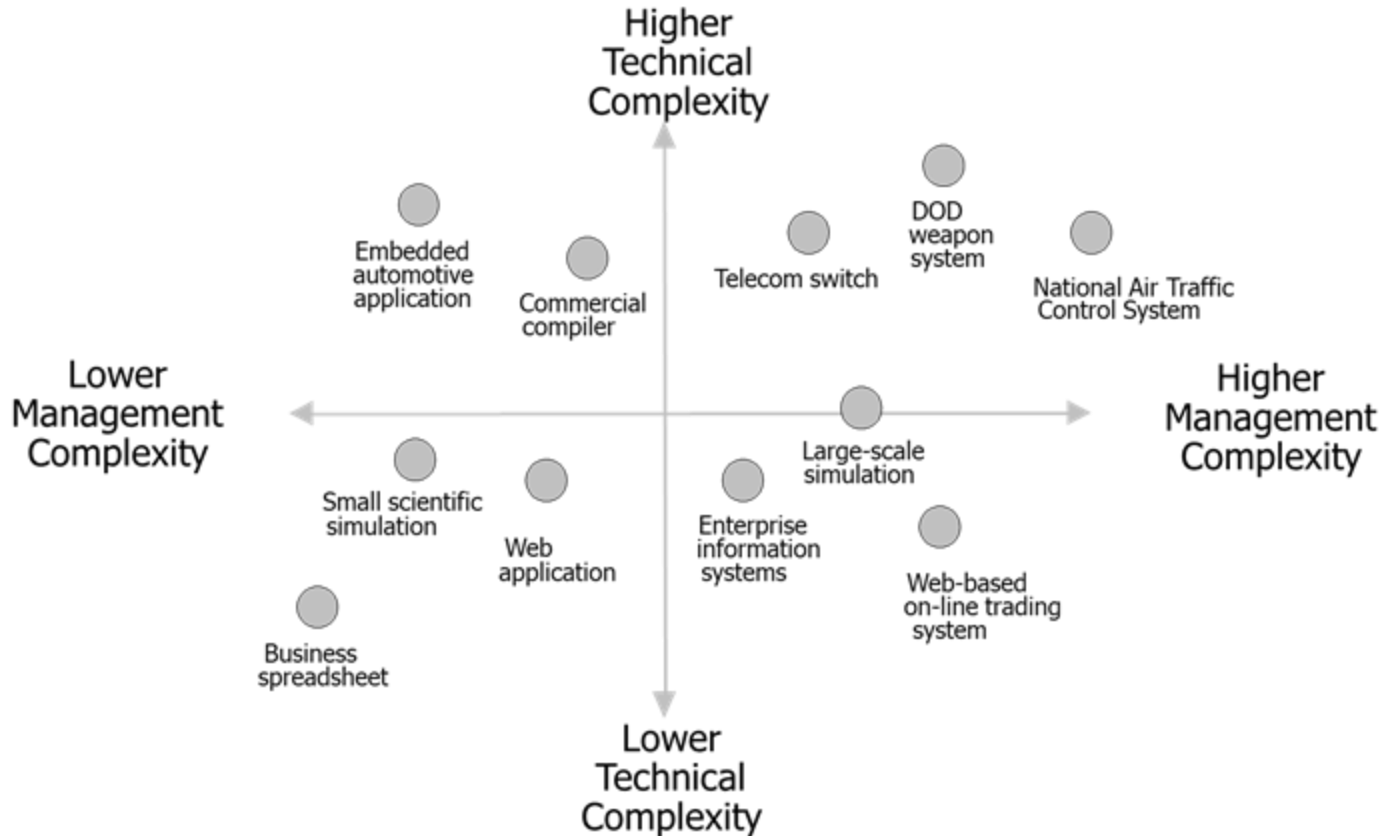 Higher
Technical
Complexity
DOD
weapon
system
Embedded
automotive
application
Telecom switch
Commercial
compiler
National Air Traffic
Control System
Lower
Management
Complexity
Higher
Management
Complexity
Large-scale
simulation
Small scientific
simulation
Web
application
Enterprise
information
systems
Web-based
on-line trading
system
Business
spreadsheet
Lower
Technical
Complexity